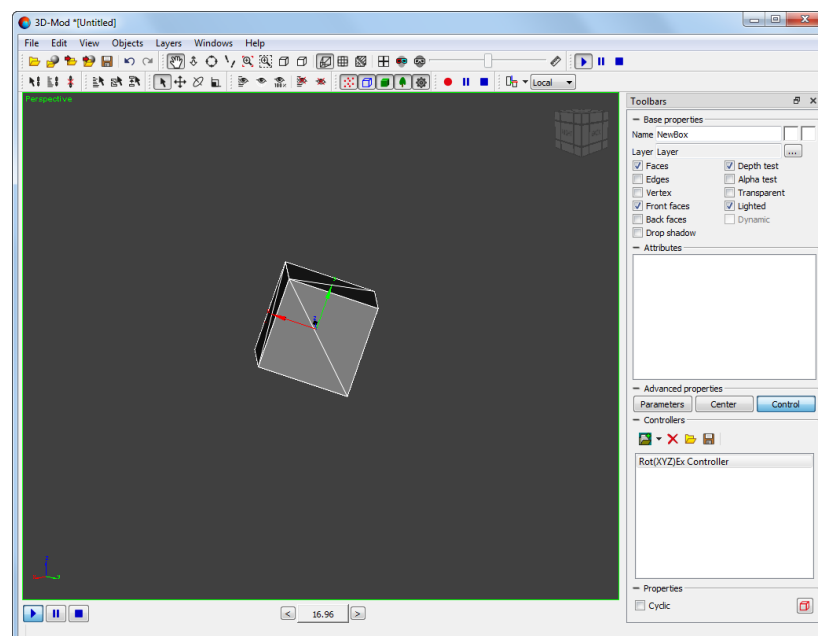 3D-Mod *[Untitled]
File Edit View Objects Layers Windows Help
100%
Local
Perspective
Toolbars
Base properties
Name NewBox
Layer Layer
...
Faces Depth test
Edges Alpha test
Vertex Transparent
Front faces Lighted
Back faces Dynamic
Drop shadow
Attributes
Advanced properties
Parameters Center Control
Controllers
Rot(XYZ)Ex Controller
Properties
Cyclic
< 16.96 >